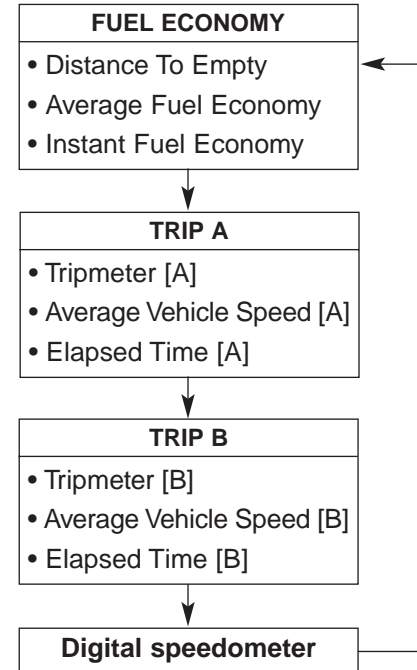 FUEL ECONOMY
• Distance To Empty
• Average Fuel Economy
• Instant Fuel Economy
TRIP A
• Tripmeter [A]
• Average Vehicle Speed [A]
• Elapsed Time [A]
TRIP B
• Tripmeter [B]
• Average Vehicle Speed [B]
• Elapsed Time [B]
Digital speedometer